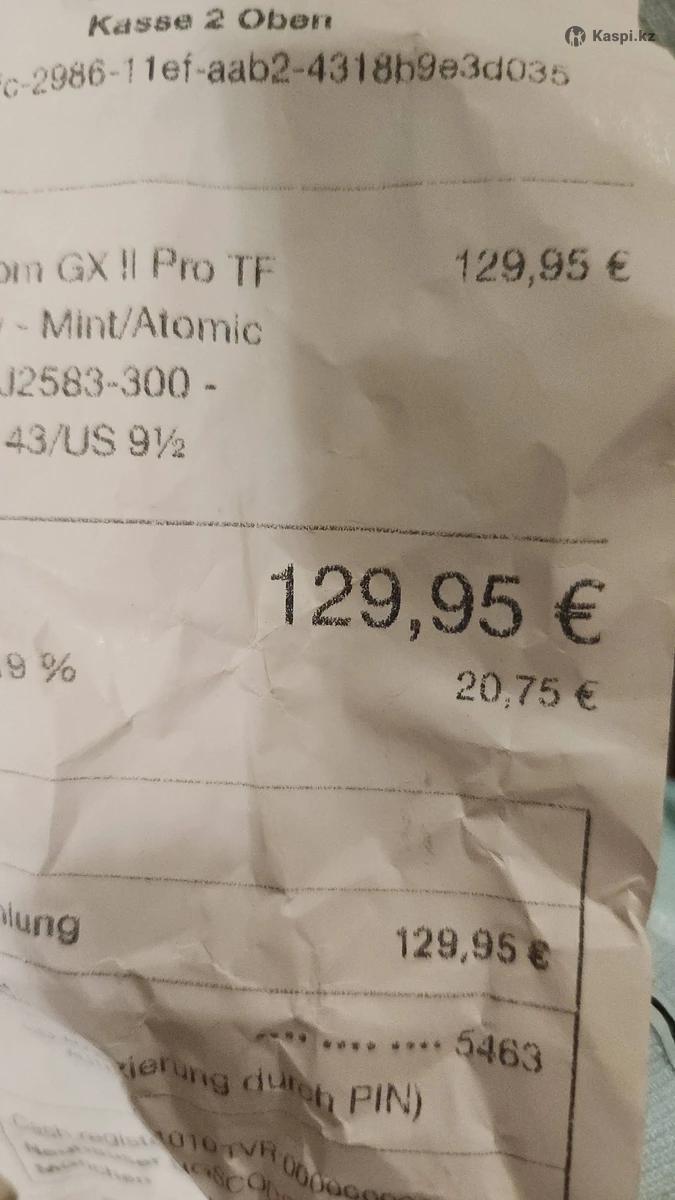 Kasse 2 Oben
Kaspi.kz
c-2986-11ef-aab2-4318b9e3d035
om GX II Pro TF 129,95 €
- Mint/Atomic
J2583-300 -
43/US 9½
129,95 €
9 % 20,75 €
lung 129,95 €
**** **** **** 5463
ierung durch PIN)